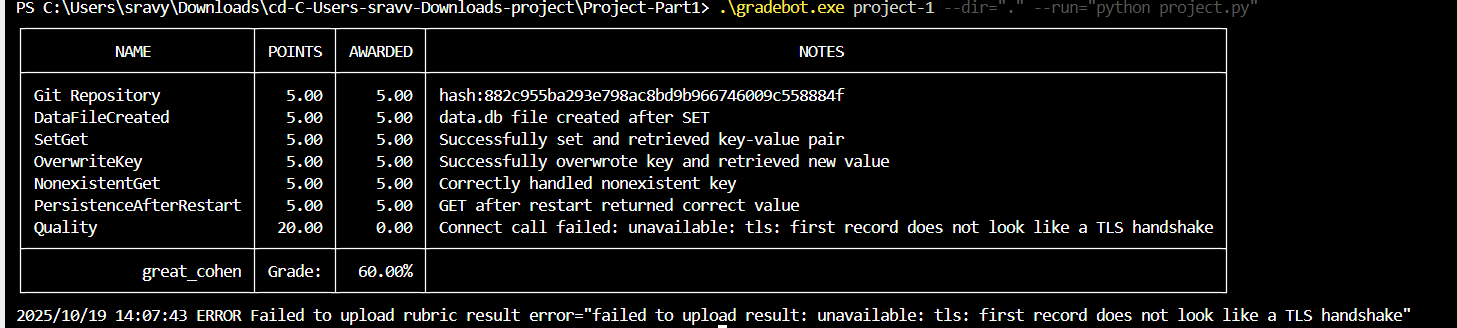 PS C:\Users\sravy\Downloads\cd-C-Users-sravv-Downloads-project\Project-Part1> .\gradebot.exe project-1 --dir="." --run="python project.py"
NAME POINTS AWARDED NOTES
Git Repository 5.00 5.00 hash:882c955ba293e798ac8bd9b966746009c558884f
DataFileCreated 5.00 5.00 data.db file created after SET
SetGet 5.00 5.00 Successfully set and retrieved key-value pair
OverwriteKey 5.00 5.00 Successfully overwrote key and retrieved new value
NonexistentGet 5.00 5.00 Correctly handled nonexistent key
PersistenceAfterRestart 5.00 5.00 GET after restart returned correct value
Quality 20.00 0.00 Connect call failed: unavailable: tls: first record does not look like a TLS handshake
great_cohen Grade: 60.00%
2025/10/19 14:07:43 ERROR Failed to upload rubric result error="failed to upload result: unavailable: tls: first record does not look like a TLS handshake"